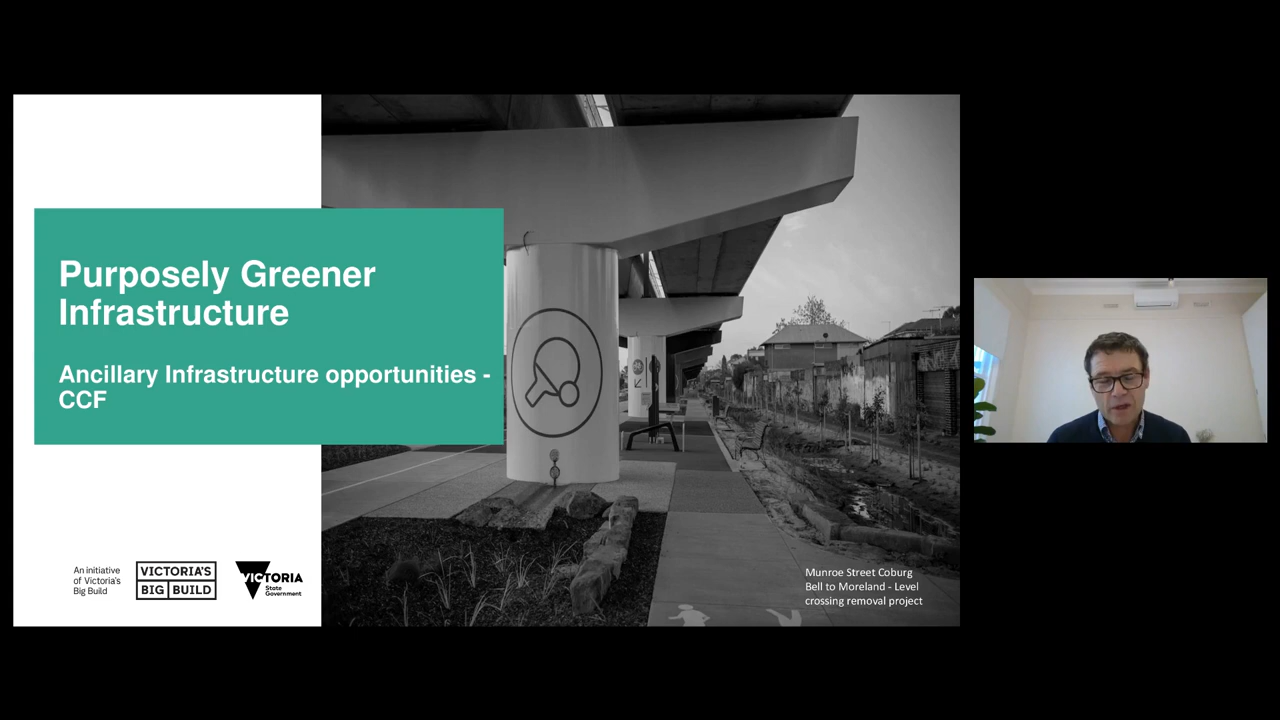 Purposely Greener
Infrastructure
Ancillary Infrastructure opportunities -
CCF
An initiative
of Victoria's
Big Build
VICTORIA'S
BIG BUILD
VICTORIA
State
Government
Munroe Street Coburg
Bell to Moreland - Level
crossing removal project